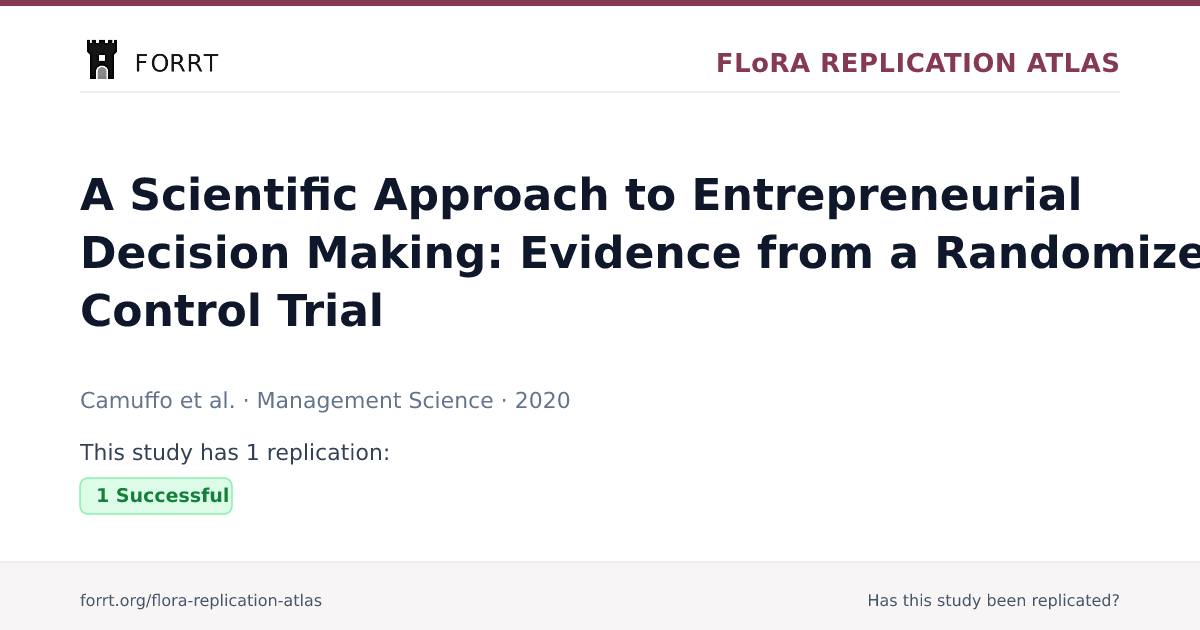 FORRT
FLoRA REPLICATION ATLAS
A Scientific Approach to Entrepreneurial
Decision Making: Evidence from a Randomize
Control Trial
Camuffo et al. · Management Science · 2020
This study has 1 replication:
1 Successful
forrt.org/flora-replication-atlas
Has this study been replicated?